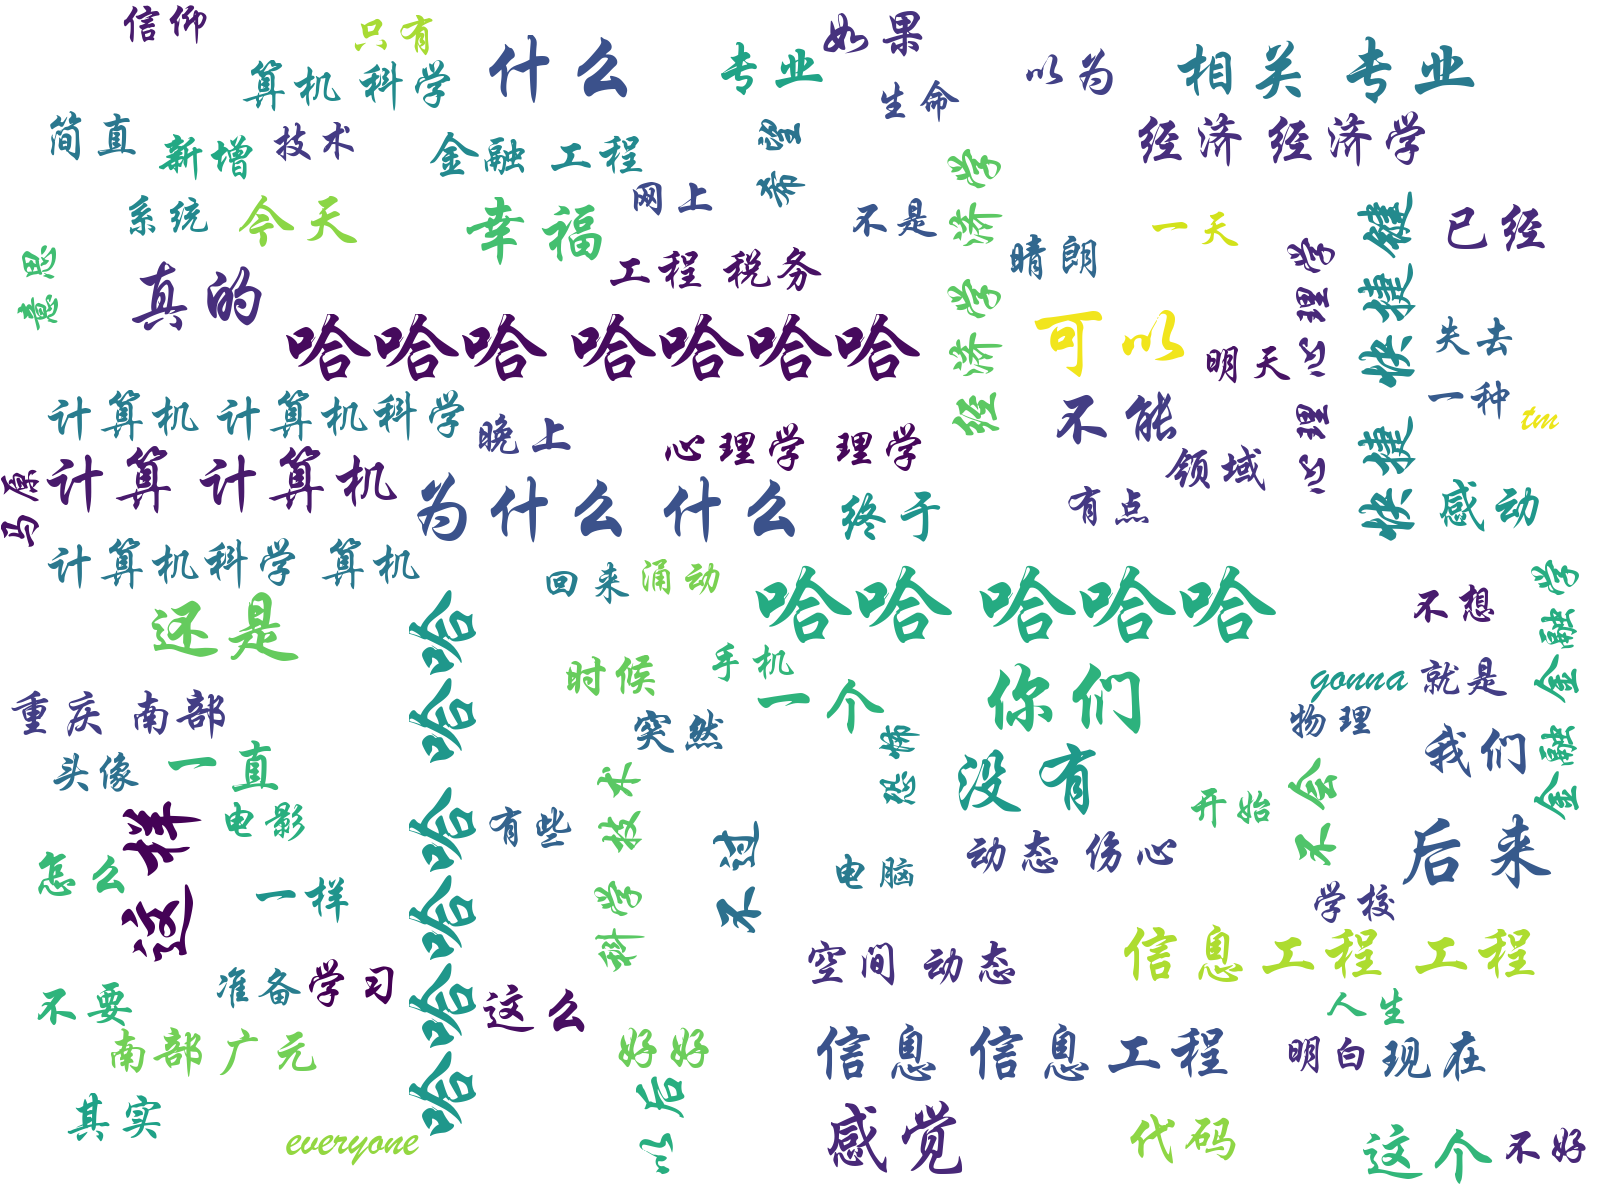 信仰
只有
如果
什么
专业
以为
相关 专业
算机 科学
生命
简直
新增
技术
金融 工程
希望
经济 经济学
经济学 经济学
网上
系统
今天
幸福
不是
一天
快捷 快捷键
已经
意思
真的
工程 税务
晴朗
心理 心理学
哈哈哈 哈哈哈哈
可以
明天
失去
计算机 计算机科学
晚上
心理学 理学
不能
一种
tm
马原
计算 计算机
为什么 什么
终于
领域
有点
感动
计算机科学 算机
回来
涌动
哈哈 哈哈哈
不想
金融 金融学
还是
哈哈 哈哈哈哈
时候
手机
一个
你们
gonna
就是
重庆 南部
突然
恐怖
物理
我们
头像
一直
科学 技术
没有
不会
开始
这样
电影
有些
不过
后来
怎么
一样
电脑
动态 伤心
学校
准备
学习
这么
空间 动态
信息工程 工程
不要
人生
南部 广元
好好
信息 信息工程
明白
现在
其实
以后
everyone
感觉
代码
这个
不好